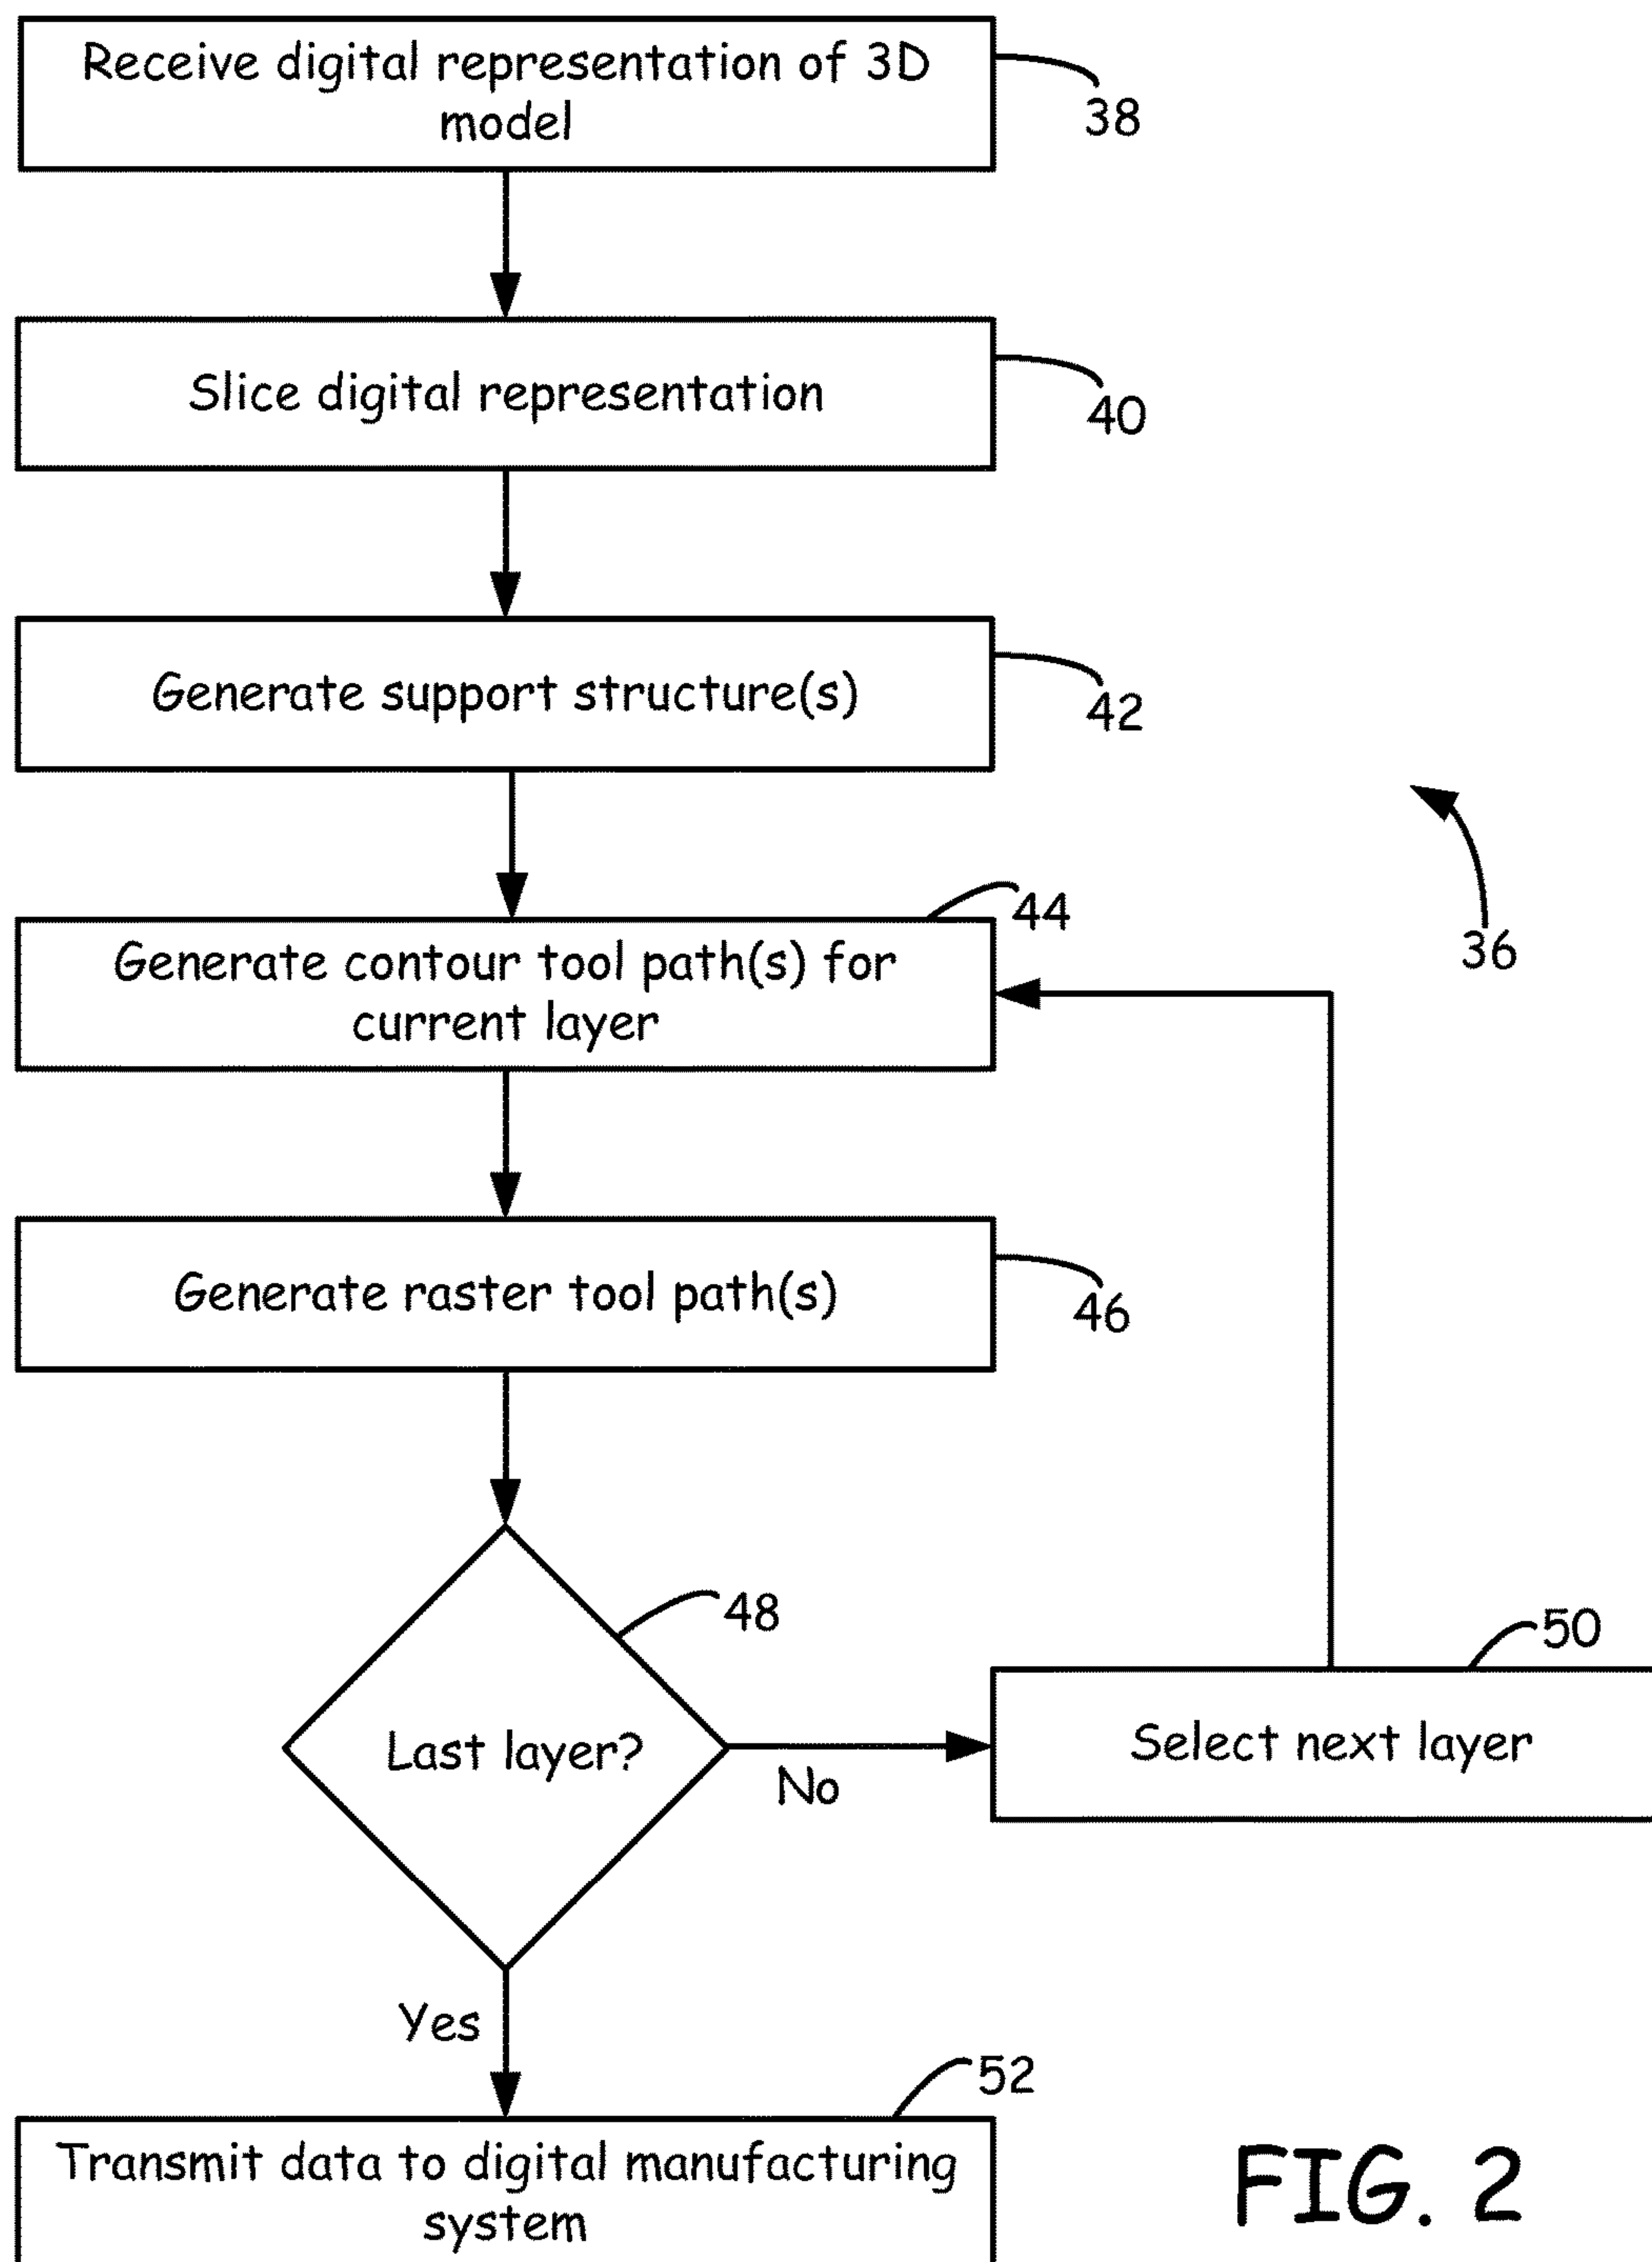 Receive digital representation of 3D
model
38
Slice digital representation
40
Generate support structure(s)
42
44
Generate contour tool path(s) for
current layer
36
Generate raster tool path(s)
46
48
Last layer?
No
50
Select next layer
Yes
52
Transmit data to digital manufacturing
system
FIG. 2